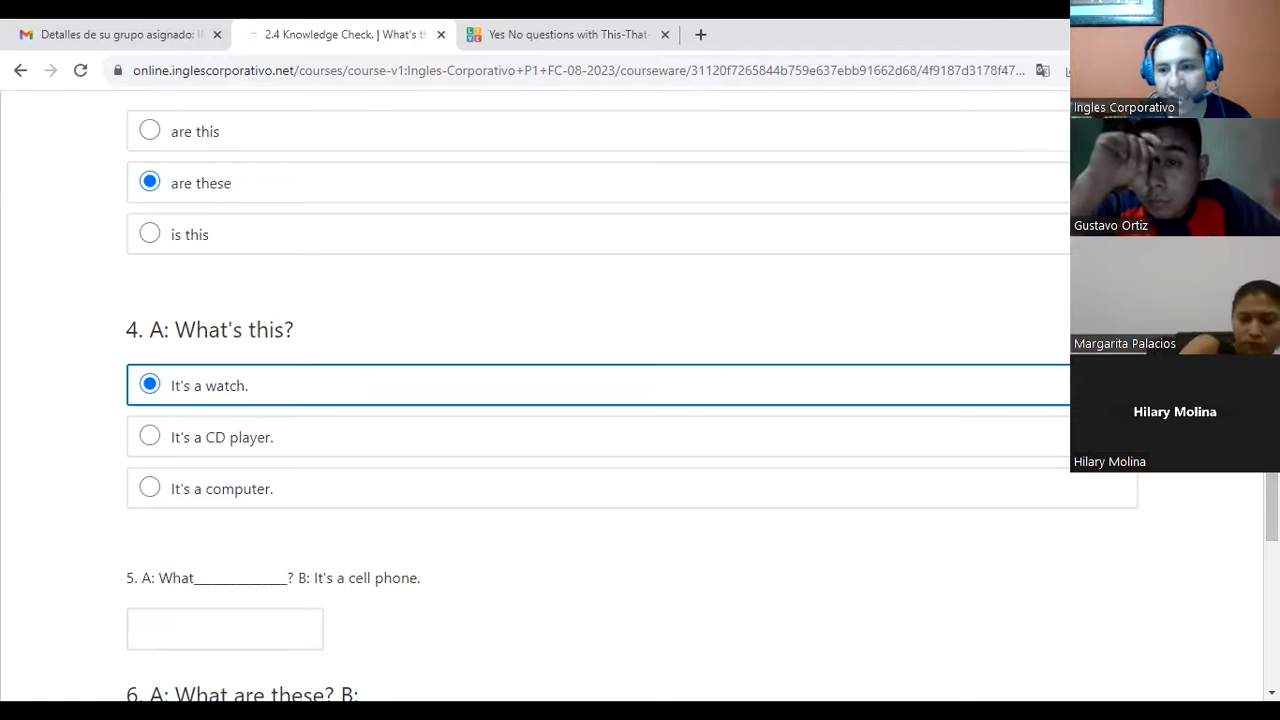 Detalles de su grupo asignado:
2.4 Knowledge Check | What's t
LIVE
Yes No questions with This-That-
online.inglescorporativo.net/courses/course-v1:Ingles-Corporativo+P1+FC-08-2023/courseware/31120f7265844b759e637ebb91662d68/4f9187d3178f47...
are this
are these
is this
4. A: What's this?
It's a watch.
It's a CD player.
It's a computer.
5. A: What______________? B: It's a cell phone.
6. A: What are these? B:
Ingles Corporativo
Gustavo Ortiz
Margarita Palacios
Hilary Molina
Hilary Molina